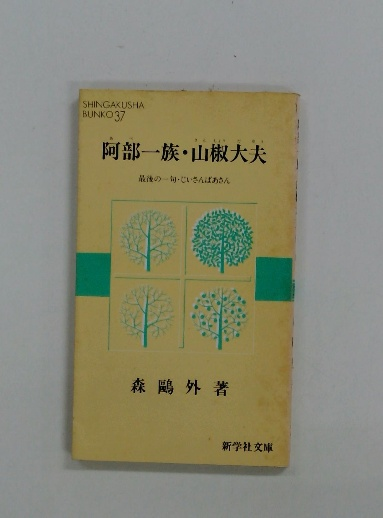 SHINGAKUSHA
BUNKO 37
阿部一族・山椒大夫
最後の一句・じいさんばあさん
森鷗外著
新学社文庫